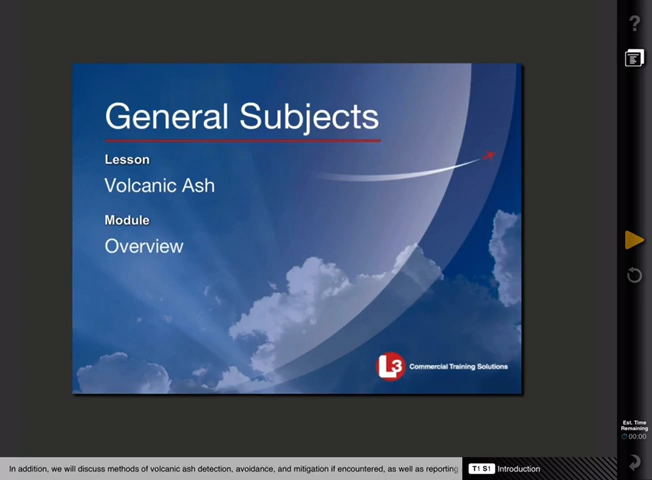 ?
General Subjects
Lesson
Volcanic Ash
Module
Overview
L3 Commercial Training Solutions
Est. Time
Remaining
00:00
In addition, we will discuss methods of volcanic ash detection, avoidance, and mitigation if encountered, as well as reporting
T1 S1 Introduction